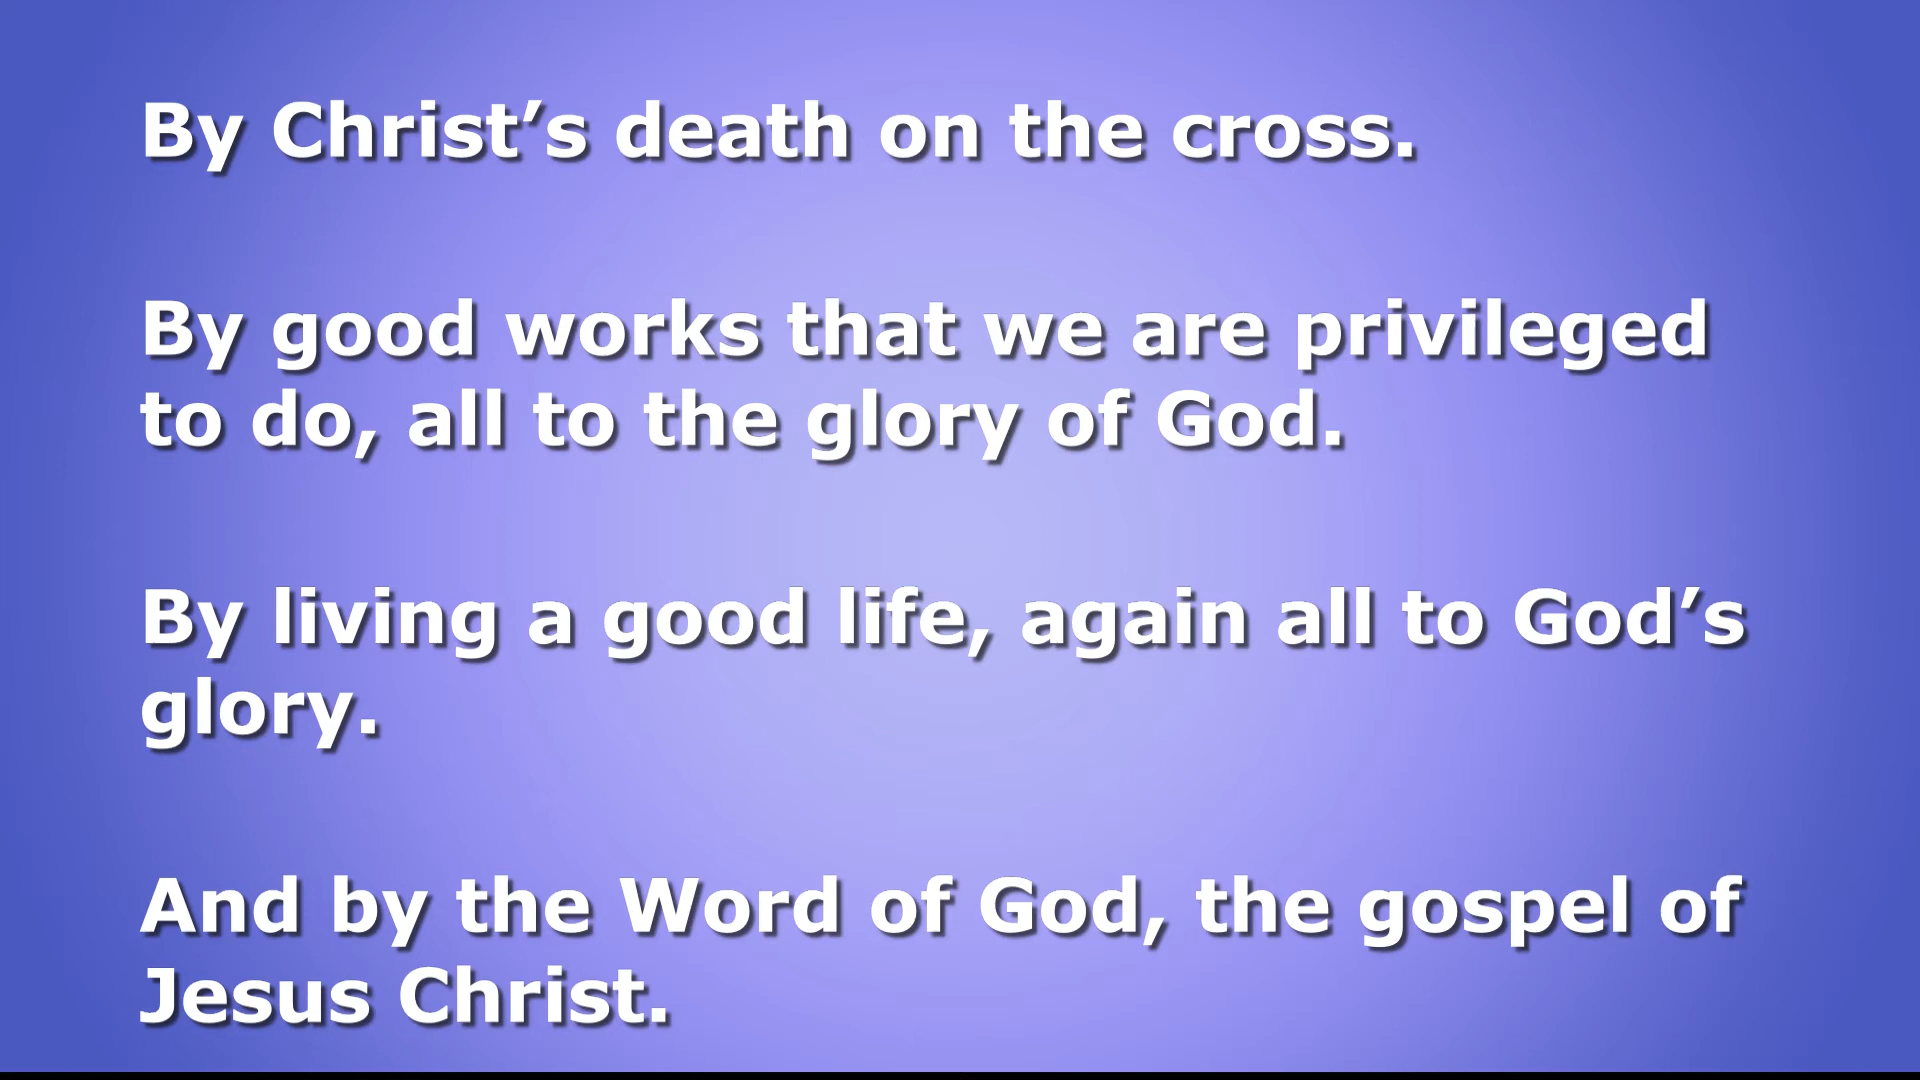 By Christ’s death on the cross.
By good works that we are privileged
to do, all to the glory of God.
By living a good life, again all to God’s
glory.
And by the Word of God, the gospel of
Jesus Christ.